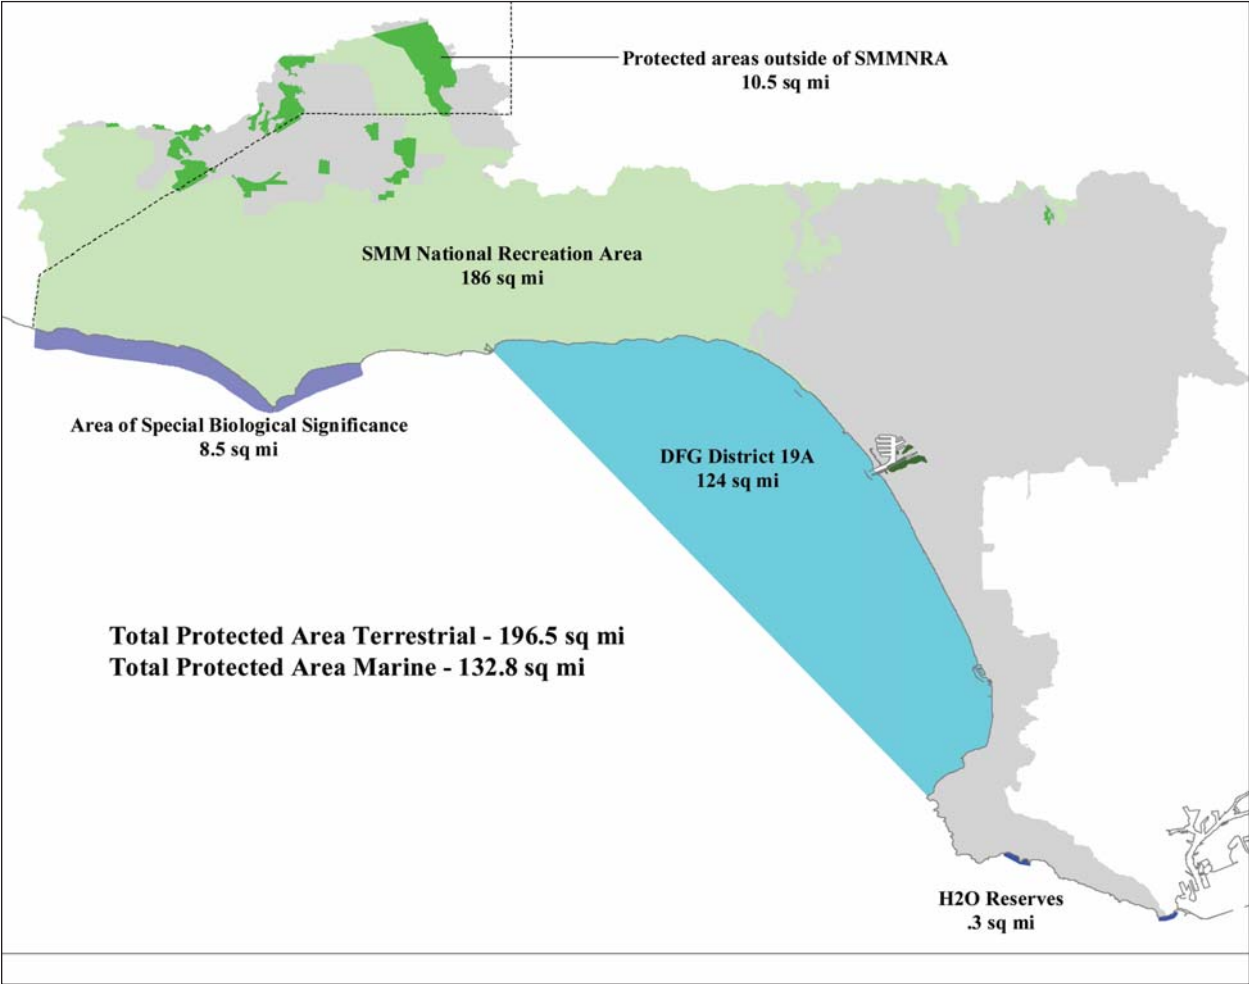 Protected areas outside of SMMNRA
10.5 sq mi
SMM National Recreation Area
186 sq mi
Area of Special Biological Significance
8.5 sq mi
DFG District 19A
124 sq mi
Total Protected Area Terrestrial - 196.5 sq mi
Total Protected Area Marine - 132.8 sq mi
H2O Reserves
.3 sq mi